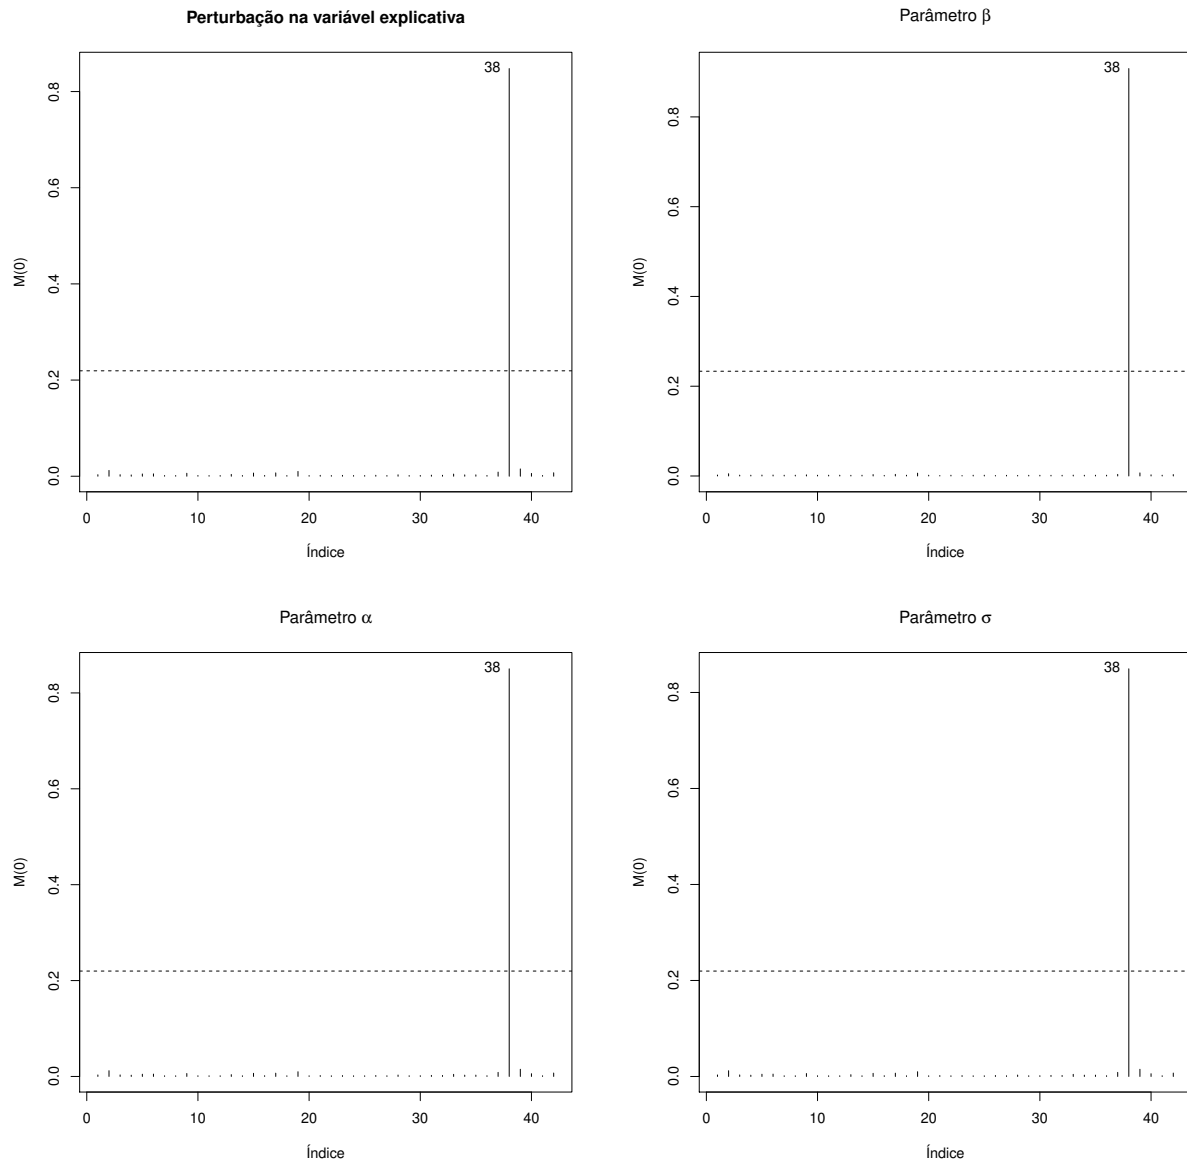 Perturbação na variável explicativa
38
M(0)
0.0 0.2 0.4 0.6 0.8
0 10 20 30 40
Índice
Parâmetro β
38
M(0)
0.0 0.2 0.4 0.6 0.8
0 10 20 30 40
Índice
Parâmetro α
38
M(0)
0.0 0.2 0.4 0.6 0.8
0 10 20 30 40
Índice
Parâmetro σ
38
M(0)
0.0 0.2 0.4 0.6 0.8
0 10 20 30 40
Índice